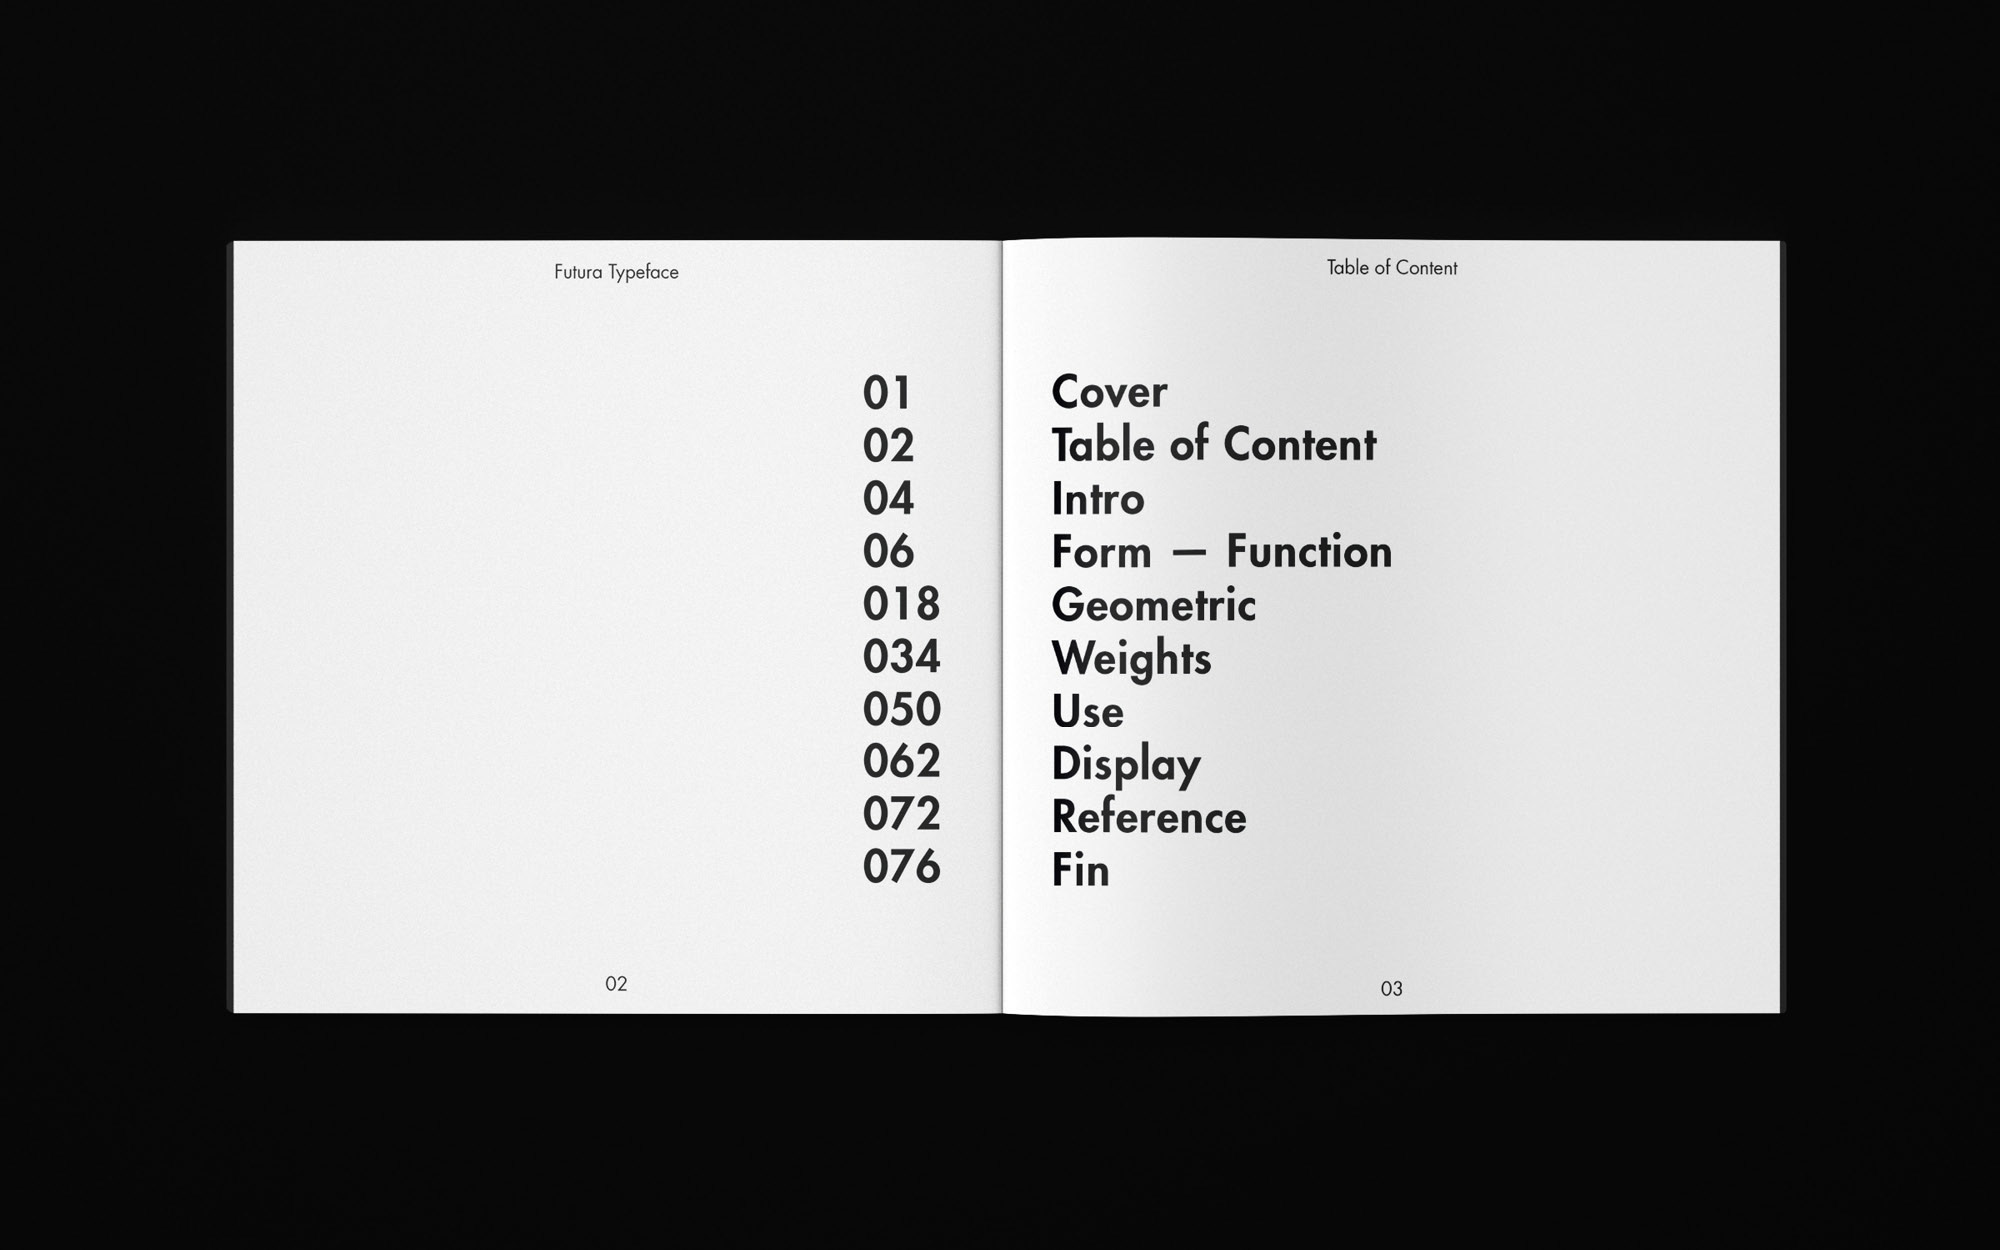 Futura Typeface
Table of Content
01 Cover
02 Table of Content
04 Intro
06 Form — Function
018 Geometric
034 Weights
050 Use
062 Display
072 Reference
076 Fin
02
03